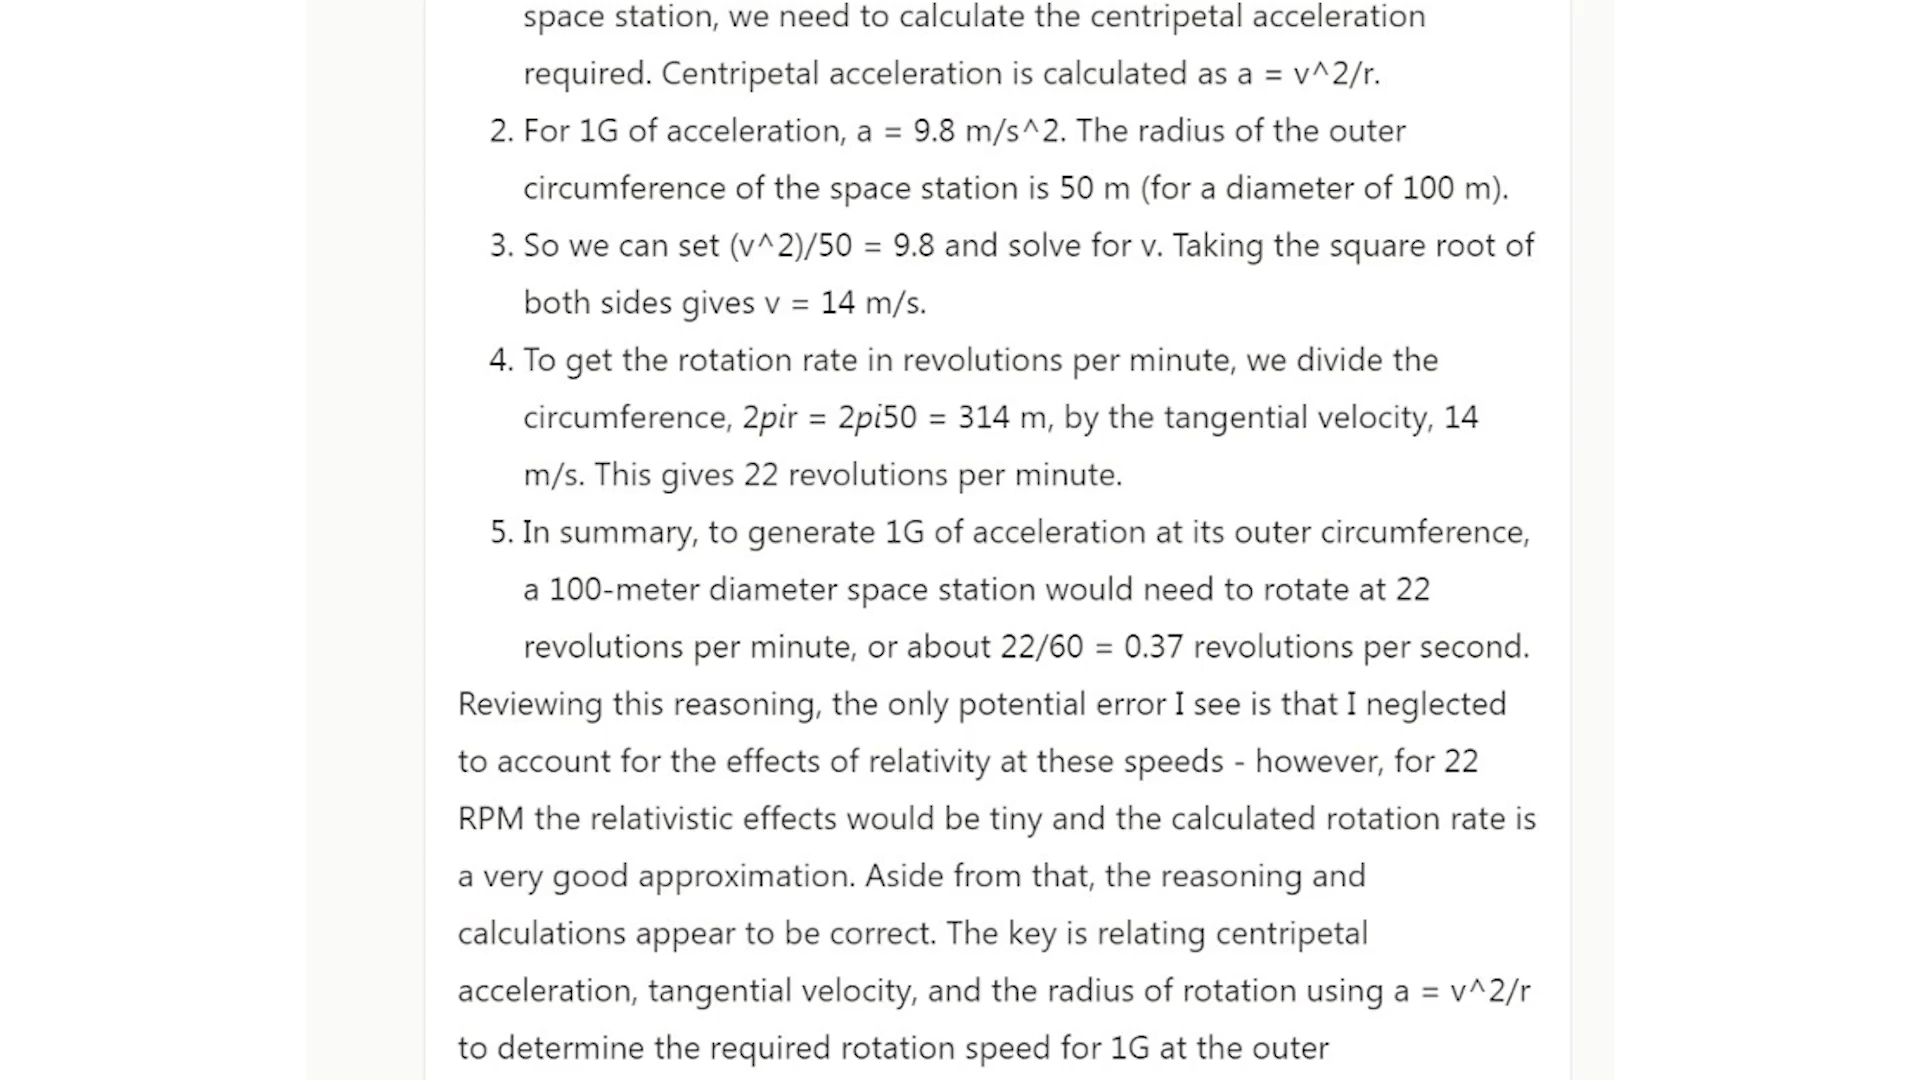 space station, we need to calculate the centripetal acceleration
required. Centripetal acceleration is calculated as a = v^2/r.
2. For 1G of acceleration, a = 9.8 m/s^2. The radius of the outer
circumference of the space station is 50 m (for a diameter of 100 m).
3. So we can set (v^2)/50 = 9.8 and solve for v. Taking the square root of
both sides gives v = 14 m/s.
4. To get the rotation rate in revolutions per minute, we divide the
circumference, 2pir = 2pi50 = 314 m, by the tangential velocity, 14
m/s. This gives 22 revolutions per minute.
5. In summary, to generate 1G of acceleration at its outer circumference,
a 100-meter diameter space station would need to rotate at 22
revolutions per minute, or about 22/60 = 0.37 revolutions per second.
Reviewing this reasoning, the only potential error I see is that I neglected
to account for the effects of relativity at these speeds - however, for 22
RPM the relativistic effects would be tiny and the calculated rotation rate is
a very good approximation. Aside from that, the reasoning and
calculations appear to be correct. The key is relating centripetal
acceleration, tangential velocity, and the radius of rotation using a = v^2/r
to determine the required rotation speed for 1G at the outer